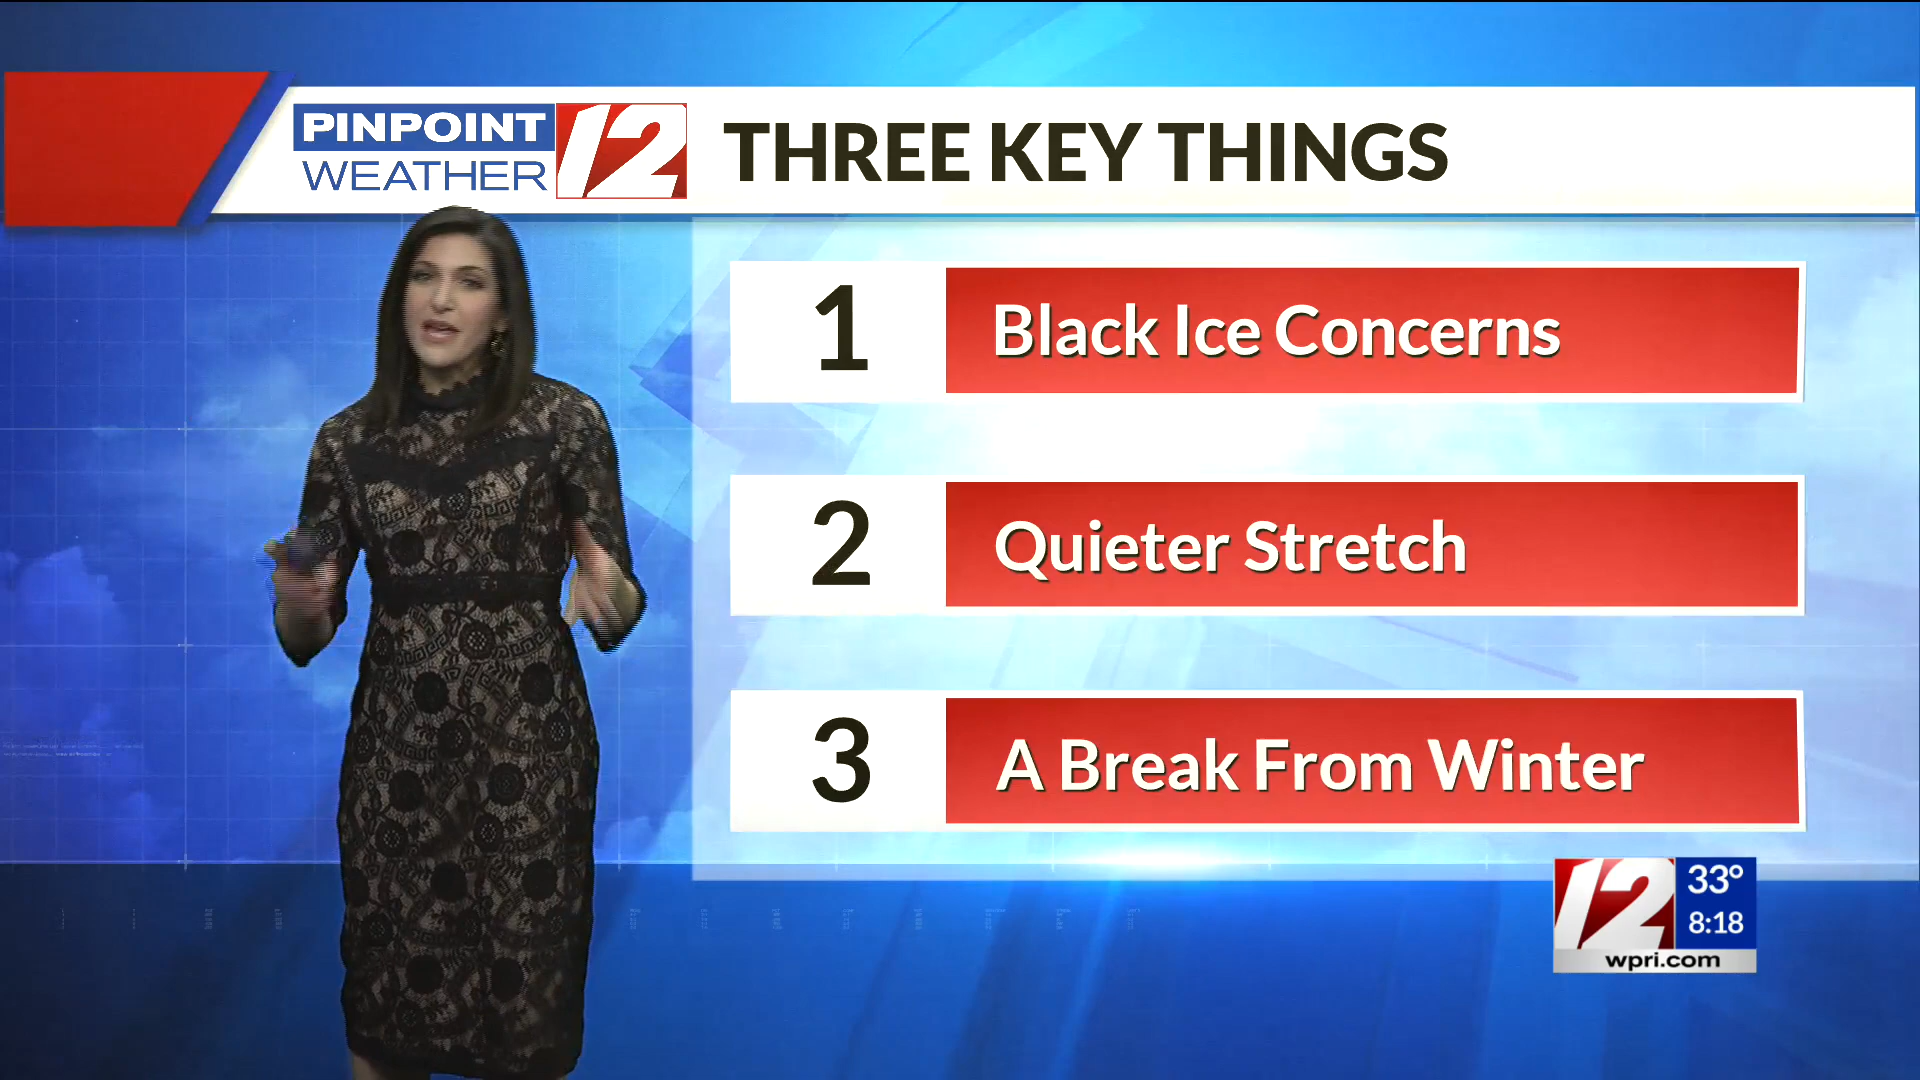 PINPOINT
WEATHER
12
THREE KEY THINGS
1
Black Ice Concerns
2
Quieter Stretch
3
A Break From Winter
12
33°
8:18
wpri.com